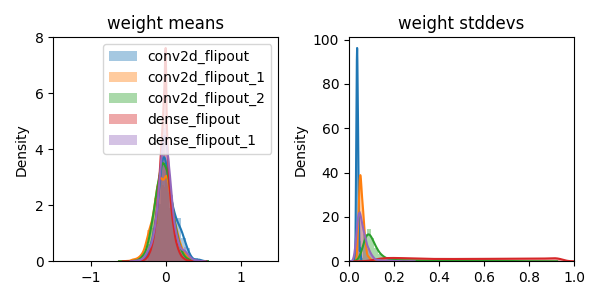 weight means
Density
8
6
4
2
0
−1
0
1
conv2d_flipout
conv2d_flipout_1
conv2d_flipout_2
dense_flipout
dense_flipout_1
weight stddevs
Density
100
80
60
40
20
0
0.0
0.2
0.4
0.6
0.8
1.0